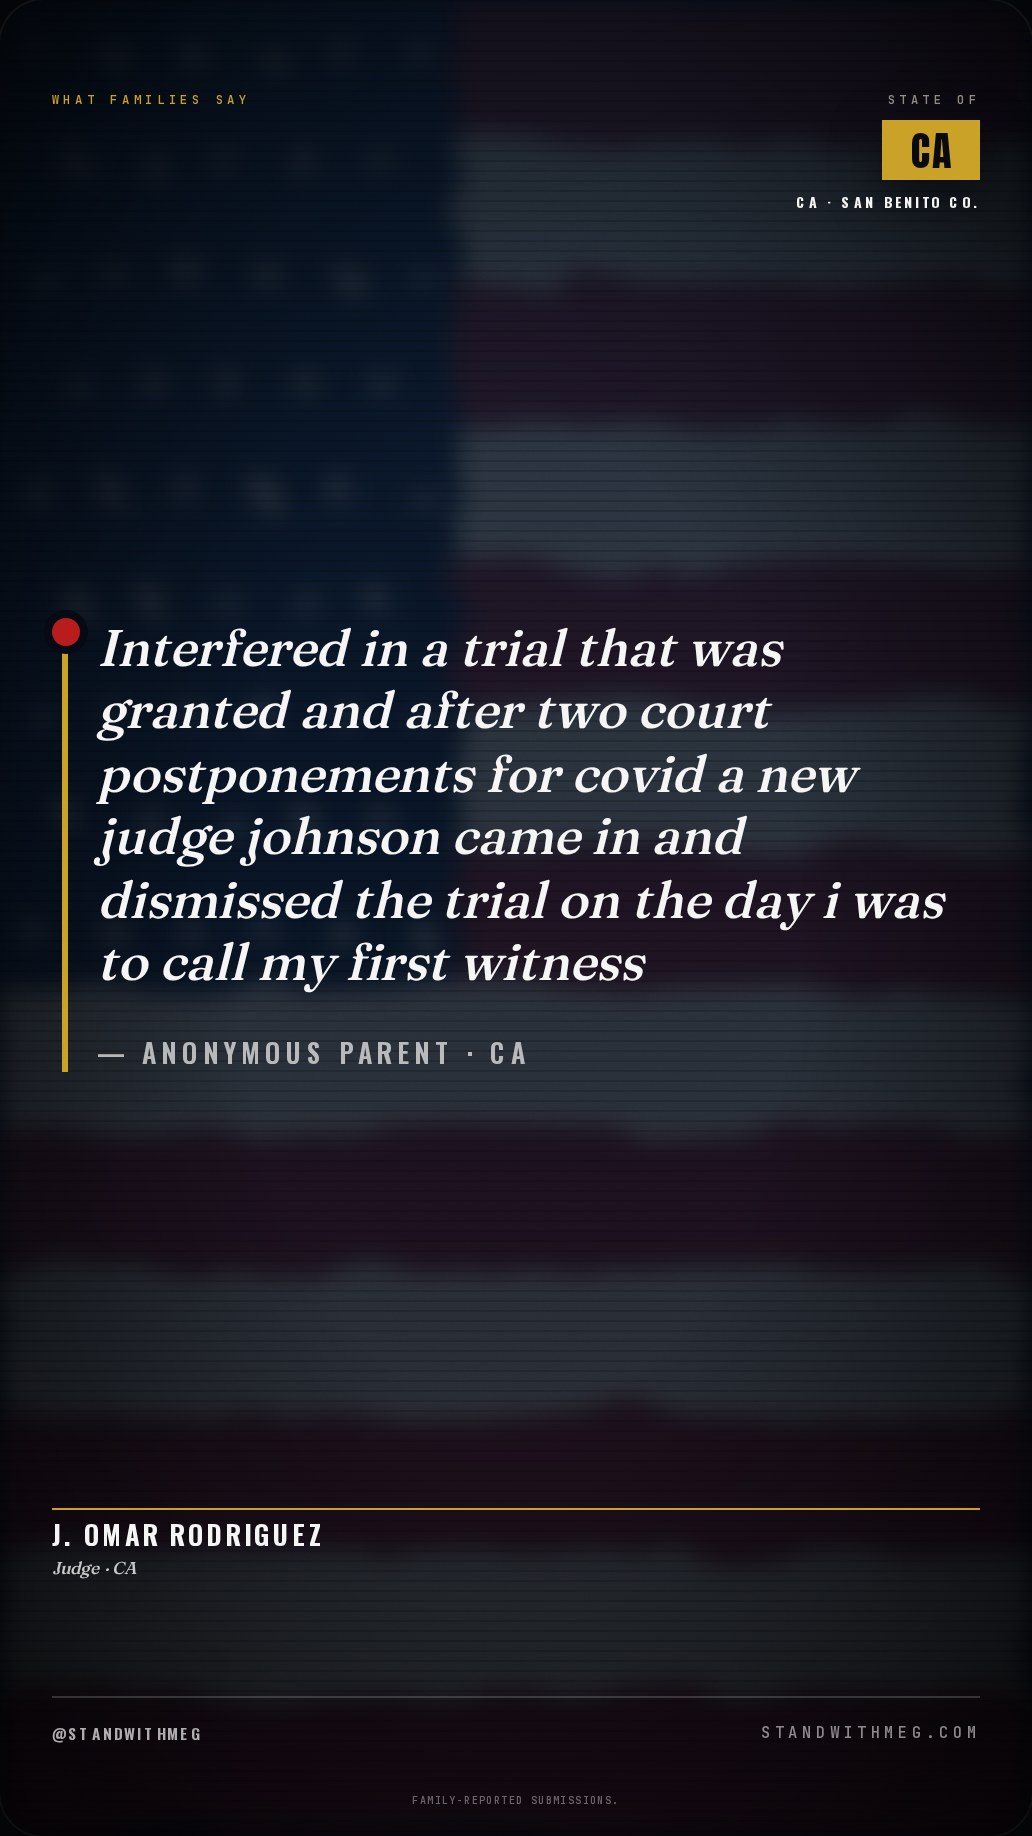 WHAT FAMILIES SAY
STATE OF
CA
CA · SAN BENITO CO.
Interfered in a trial that was
granted and after two court
postponements for covid a new
judge johnson came in and
dismissed the trial on the day i was
to call my first witness
— ANONYMOUS PARENT · CA
J. OMAR RODRIGUEZ
Judge · CA
@STANDWITHMEG
STANDWITHMEG.COM
FAMILY-REPORTED SUBMISSIONS.